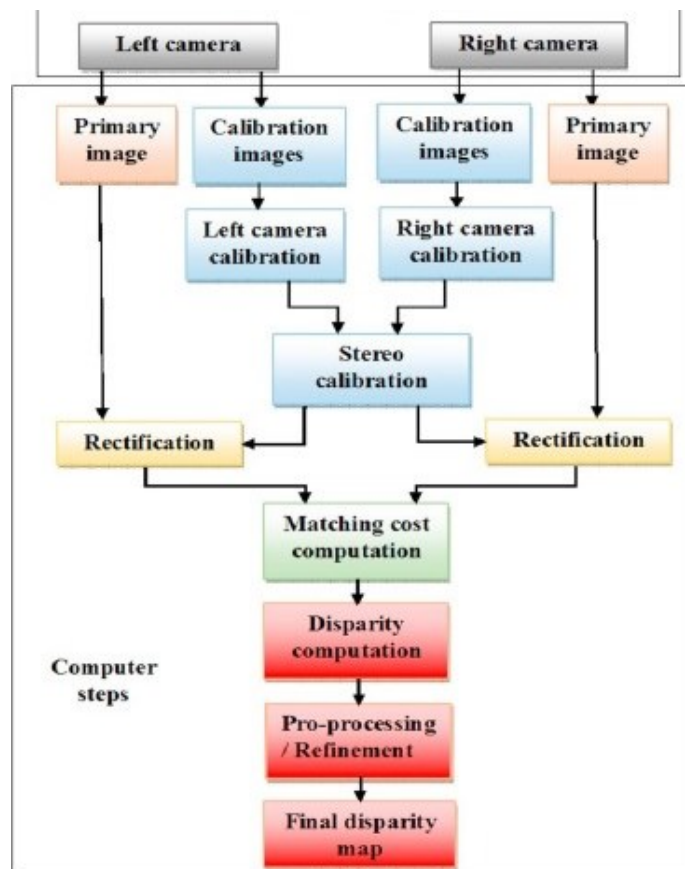 Left camera
Right camera
Primary
image
Calibration
images
Calibration
images
Primary
image
Left camera
calibration
Right camera
calibration
Stereo
calibration
Rectification
Rectification
Matching cost
computation
Disparity
computation
Computer
steps
Pro-processing
/ Refinement
Final disparity
map